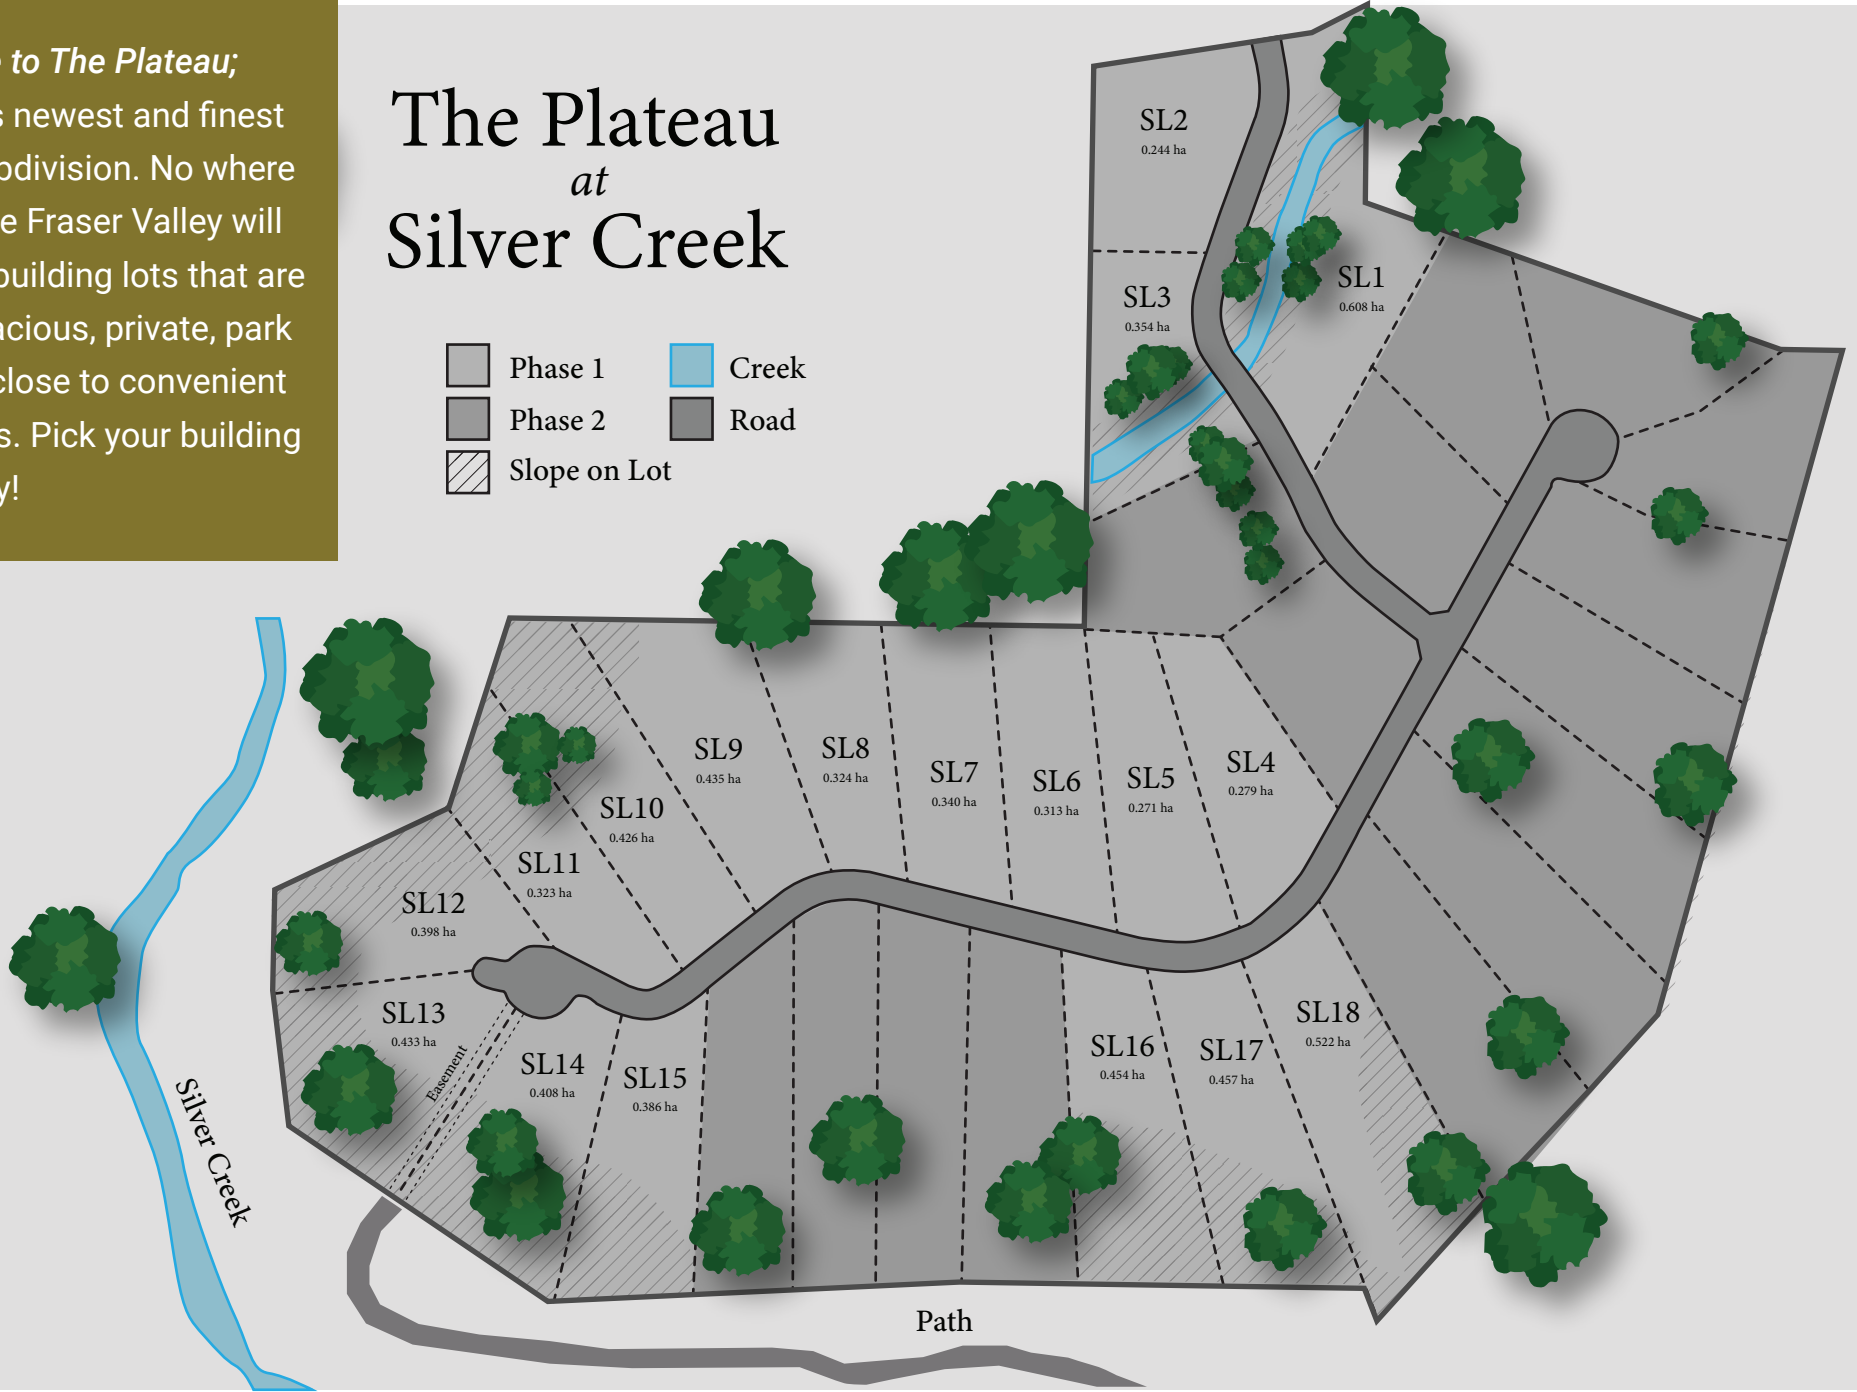 to The Plateau;
newest and finest
No where
Fraser Valley will
building lots that are
private, park
close to convenient
Pick your building
The Plateau
at
Silver Creek
Phase 1
Phase 2
Slope on Lot
Creek
Road
SL2
0.244 ha
SL3
0.354 ha
SL1
0.608 ha
SL9
0.435 ha
SL8
0.324 ha
SL7
0.340 ha
SL6
0.313 ha
SL5
0.271 ha
SL4
0.279 ha
SL10
0.426 ha
SL11
0.323 ha
SL12
0.398 ha
SL13
0.433 ha
Easement
SL14
0.408 ha
SL15
0.386 ha
SL16
0.454 ha
SL17
0.457 ha
SL18
0.522 ha
Silver Creek
Path